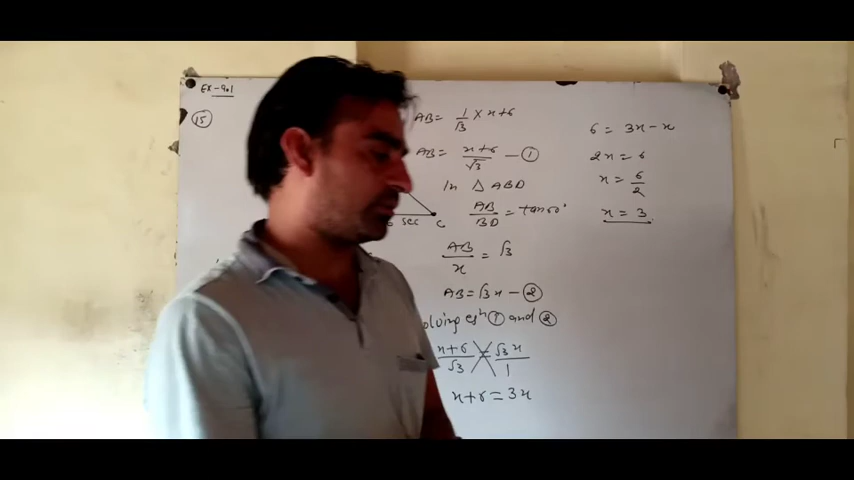 Ex-9.1
15
AB = 1/√3 × x+6
AB = x+6/√3 — 1
In △ ABD
AB/BD = tan60°
6 sec C
AB/x = √3
AB = √3x — 2
olving eqⁿ 1 and 2
x+6/√3 = √3x/1
x+6 = 3x
6 = 3x - x
2x = 6
x = 6/2
x = 3